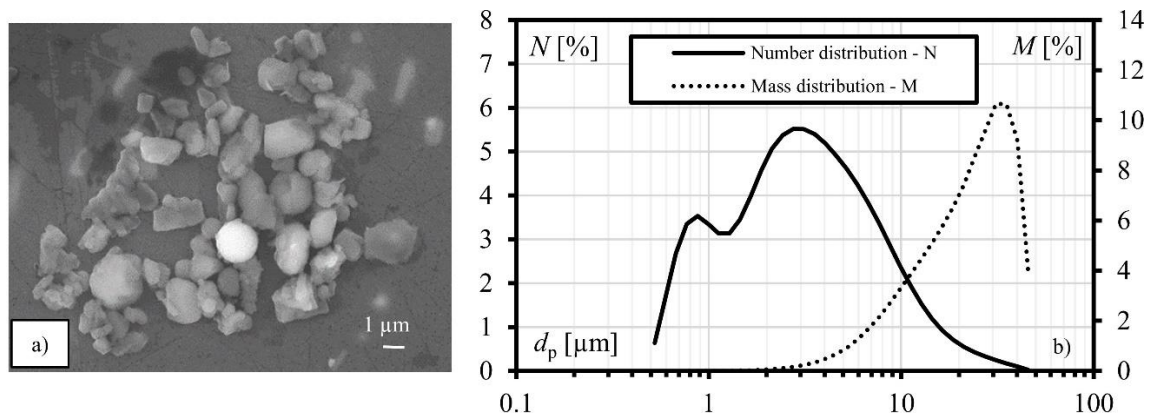 a)
1 µm
8
7
6
5
4
3
2
1
0
N [%]
M [%]
Number distribution - N
Mass distribution - M
14
12
10
8
6
4
2
0
dp [µm]
b)
0.1 1 10 100